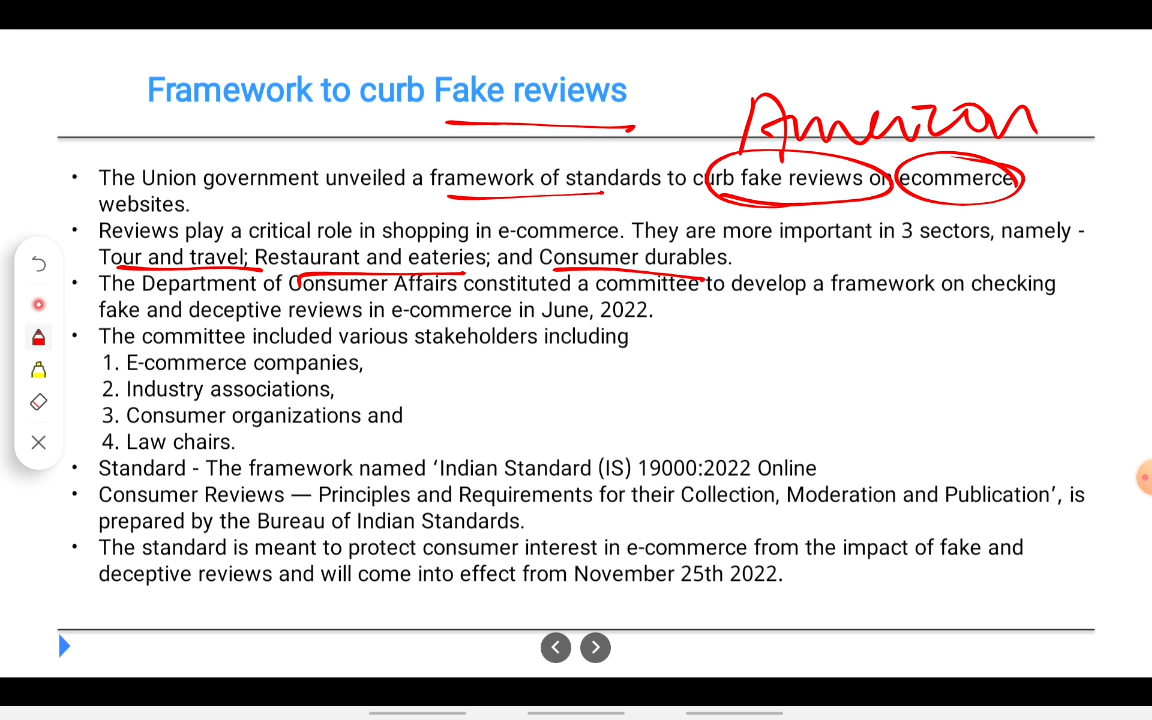 Framework to curb Fake reviews
• The Union government unveiled a framework of standards to curb fake reviews on ecommerce
websites.
• Reviews play a critical role in shopping in e-commerce. They are more important in 3 sectors, namely -
Tour and travel; Restaurant and eateries; and Consumer durables.
• The Department of Consumer Affairs constituted a committee to develop a framework on checking
fake and deceptive reviews in e-commerce in June, 2022.
• The committee included various stakeholders including
1. E-commerce companies,
2. Industry associations,
3. Consumer organizations and
4. Law chairs.
• Standard - The framework named ‘Indian Standard (IS) 19000:2022 Online
• Consumer Reviews — Principles and Requirements for their Collection, Moderation and Publication’, is
prepared by the Bureau of Indian Standards.
• The standard is meant to protect consumer interest in e-commerce from the impact of fake and
deceptive reviews and will come into effect from November 25th 2022.